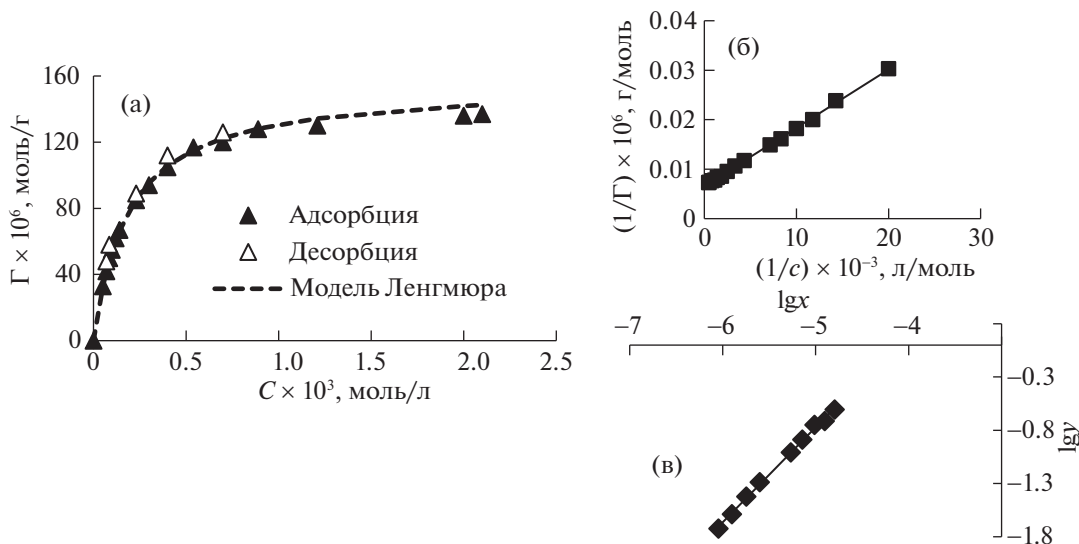 (а)
Γ × 10⁶, моль/г
160
120
80
40
0
0
0.5
1.0
1.5
2.0
2.5
C × 10³, моль/л
Адсорбция
Десорбция
Модель Ленгмюра
(б)
(1/Γ) × 10⁶, г/моль
0.04
0.03
0.02
0.01
0
0
10
20
30
(1/c) × 10⁻³, л/моль
lgx
−7
−6
−5
−4
−0.3
−0.8
−1.3
−1.8
lgy
(в)